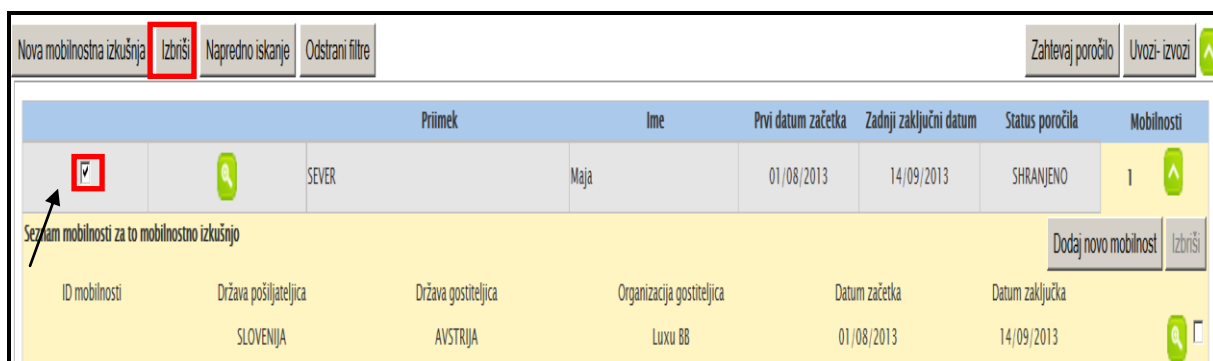 Nova mobilnostna izkušnja Izbriši Napredno iskanje Odstrani filtre Zahtevaj poročilo Uvozi- izvozi
Priimek Ime Prvi datum začetka Zadnji zaključni datum Status poročila Mobilnosti
SEVER Maja 01/08/2013 14/09/2013 SHRANJENO 1
Seznam mobilnosti za to mobilnostno izkušnjo Dodaj novo mobilnost Izbriši
ID mobilnosti Država pošiljateljica Država gostiteljica Organizacija gostiteljica Datum začetka Datum zaključka
SLOVENIJA AVSTRIJA Luxu BB 01/08/2013 14/09/2013